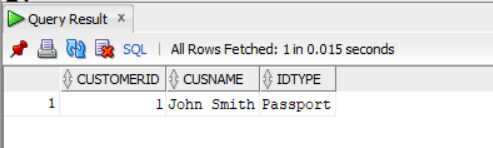 Query Result x
SQL | All Rows Fetched: 1 in 0.015 seconds
CUSTOMERID CUSNAME IDTYPE
1 1 John Smith Passport